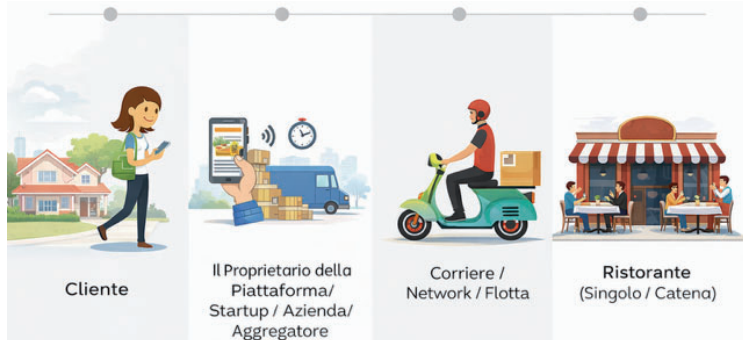 Cliente
Il Proprietario della
Piattaforma/
Startup / Azienda/
Aggregatore
Corriere /
Network / Flotta
Ristorante
(Singolo / Catena)